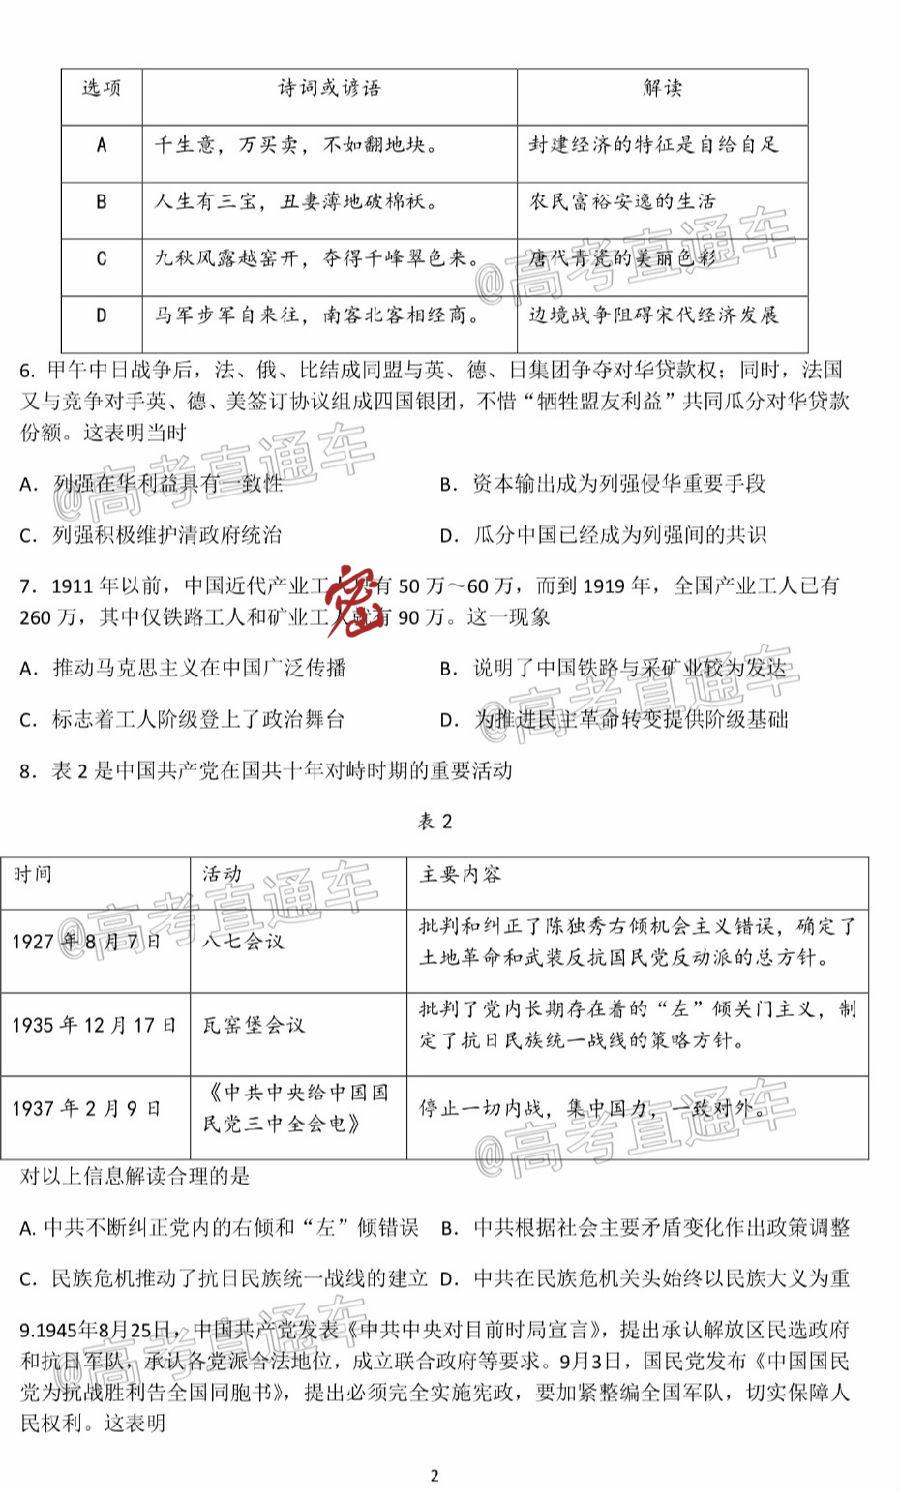 选项 诗词或谚语 解读
A 千生意，万买卖，不如翻地块。 封建经济的特征是自给自足
B 人生有三宝，丑妻薄地破棉袄。 农民富裕安逸的生活
C 九秋风露越窑开，夺得千峰翠色来。 唐代青瓷的美丽色彩
D 马军步军自来往，南客北客相经商。 边境战争阻碍宋代经济发展
6. 甲午中日战争后，法、俄、比结成同盟与英、德、日集团争夺对华贷款权；同时，法国
又与竞争对手英、德、美签订协议组成四国银团，不惜“牺牲盟友利益”共同瓜分对华贷款
份额。这表明当时
A．列强在华利益具有一致性 B．资本输出成为列强侵华重要手段
C．列强积极维护清政府统治 D．瓜分中国已经成为列强间的共识
7．1911 年以前，中国近代产业工人只有 50 万～60 万，而到 1919 年，全国产业工人已有
260 万，其中仅铁路工人和矿业工人就有 90 万。这一现象
密
A．推动马克思主义在中国广泛传播 B．说明了中国铁路与采矿业较为发达
C．标志着工人阶级登上了政治舞台 D．为推进民主革命转变提供阶级基础
8．表 2 是中国共产党在国共十年对峙时期的重要活动
表 2
时间 活动 主要内容
1927 年 8 月 7 日 八七会议 批判和纠正了陈独秀右倾机会主义错误，确定了
土地革命和武装反抗国民党反动派的总方针。
1935 年 12 月 17 日 瓦窑堡会议 批判了党内长期存在着的“左”倾关门主义，制
定了抗日民族统一战线的策略方针。
1937 年 2 月 9 日 《中共中央给中国国
民党三中全会电》 停止一切内战，集中国力，一致对外。
对以上信息解读合理的是
A. 中共不断纠正党内的右倾和“左”倾错误 B．中共根据社会主要矛盾变化作出政策调整
C．民族危机推动了抗日民族统一战线的建立 D．中共在民族危机关头始终以民族大义为重
9.1945年8月25日，中国共产党发表《中共中央对目前时局宣言》，提出承认解放区民选政府
和抗日军队，承认各党派合法地位，成立联合政府等要求。9月3日，国民党发布《中国国民
党为抗战胜利告全国同胞书》，提出必须完全实施宪政，要加紧整编全国军队，切实保障人
民权利。这表明
2
@高考直通车
@高考直通车
@高考直通车
@高考直通车
@高考直通车
@高考直通车